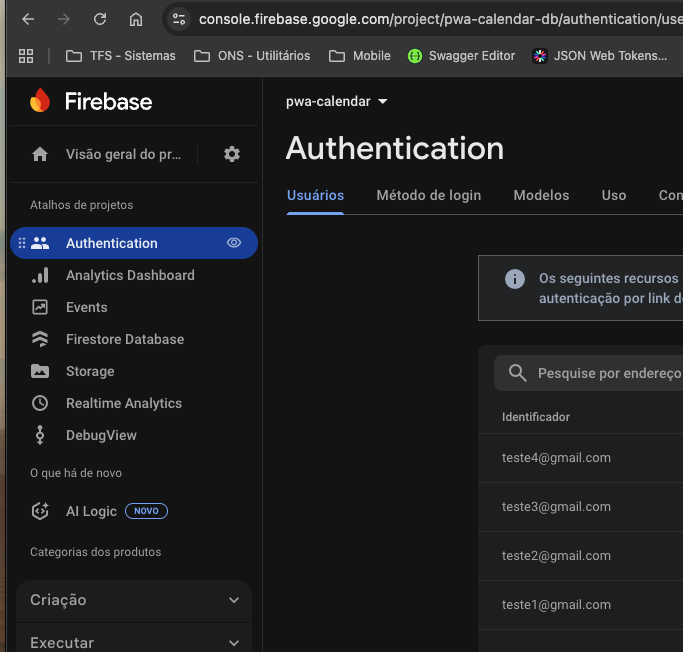 console.firebase.google.com/project/pwa-calendar-db/authentication/use
TFS - Sistemas
ONS - Utilitários
Mobile
Swagger Editor
JSON Web Tokens...
Firebase
Visão geral do pr...
Atalhos de projetos
Authentication
Analytics Dashboard
Events
Firestore Database
Storage
Realtime Analytics
DebugView
O que há de novo
AI Logic NOVO
Categorias dos produtos
Criação
Executar
pwa-calendar
Authentication
Usuários
Método de login
Modelos
Uso
Con
Os seguintes recursos
autenticação por link d
Pesquise por endereço
Identificador
teste4@gmail.com
teste3@gmail.com
teste2@gmail.com
teste1@gmail.com